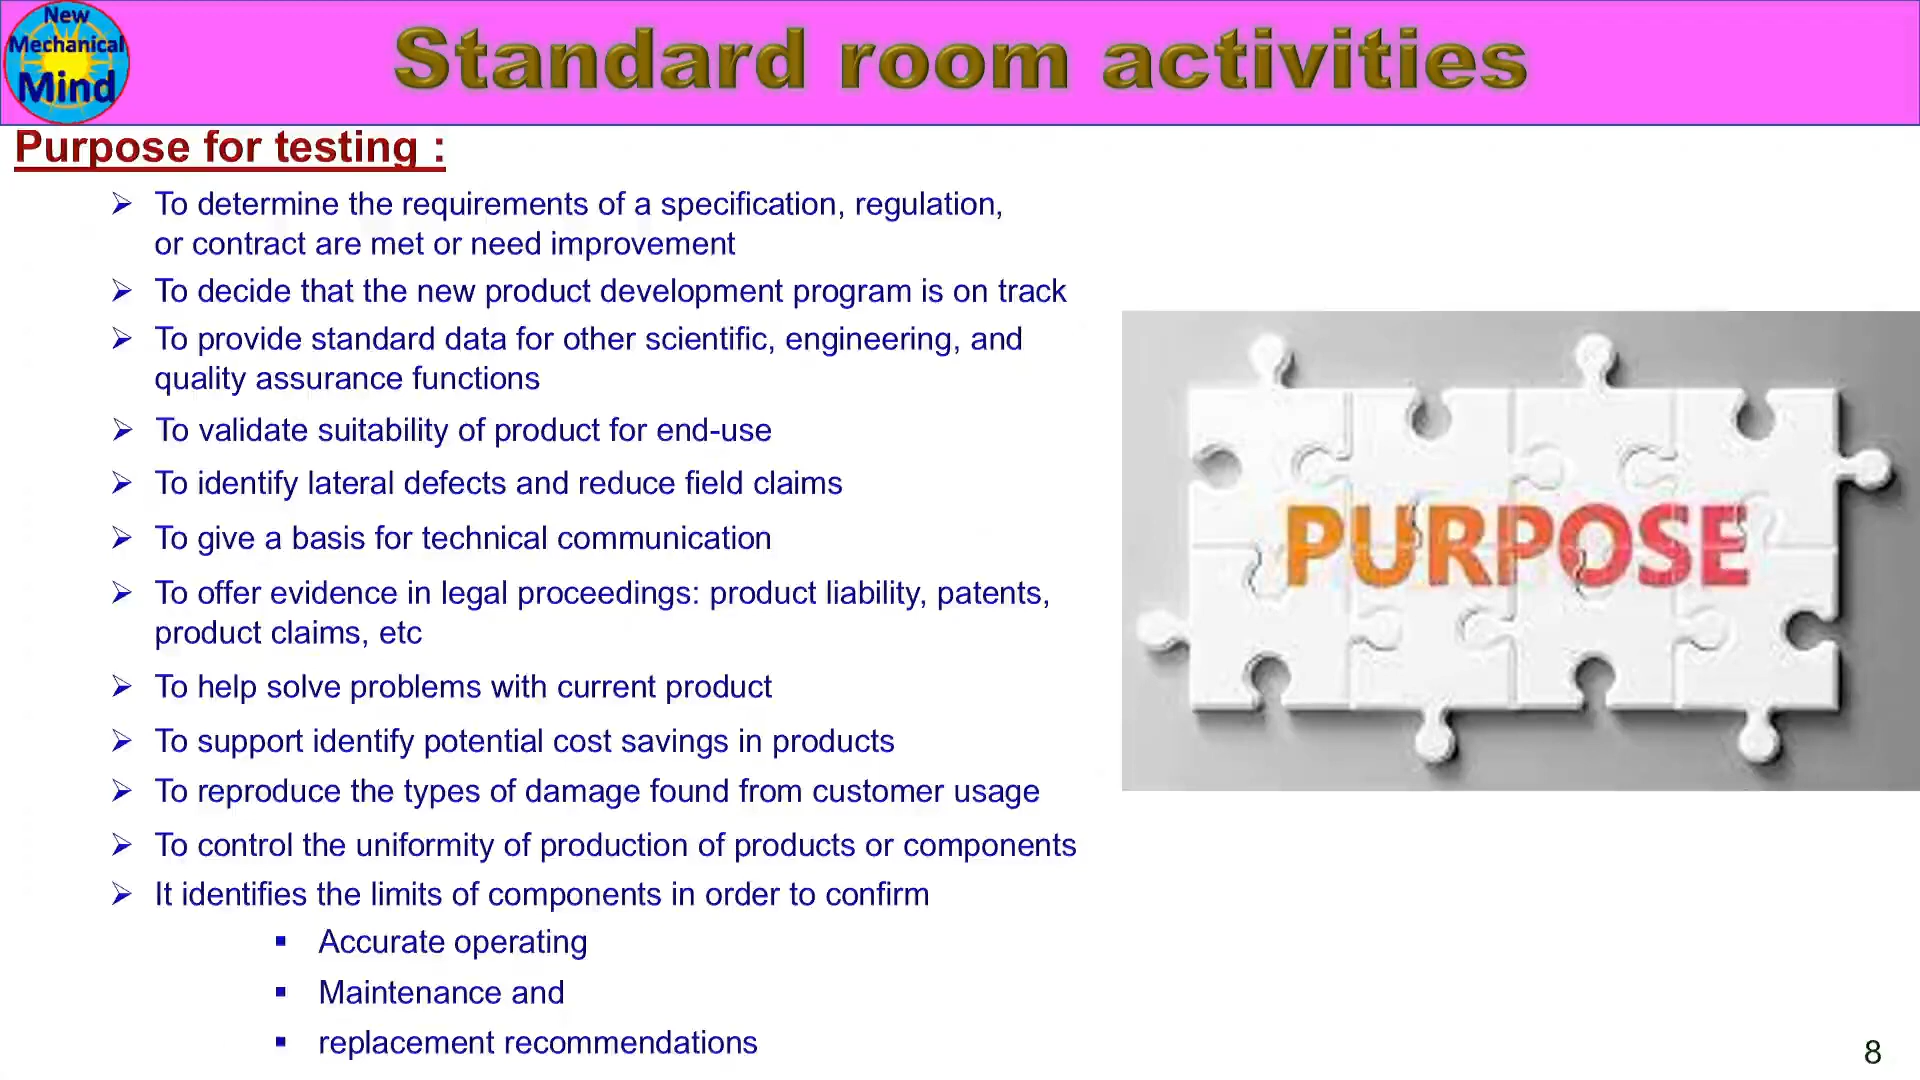 New
Mechanical
Mind
Standard room activities
Purpose for testing :
➢ To determine the requirements of a specification, regulation,
or contract are met or need improvement
➢ To decide that the new product development program is on track
➢ To provide standard data for other scientific, engineering, and
quality assurance functions
➢ To validate suitability of product for end-use
➢ To identify lateral defects and reduce field claims
➢ To give a basis for technical communication
➢ To offer evidence in legal proceedings: product liability, patents,
product claims, etc
➢ To help solve problems with current product
➢ To support identify potential cost savings in products
➢ To reproduce the types of damage found from customer usage
➢ To control the uniformity of production of products or components
➢ It identifies the limits of components in order to confirm
▪ Accurate operating
▪ Maintenance and
▪ replacement recommendations
PURPOSE
8